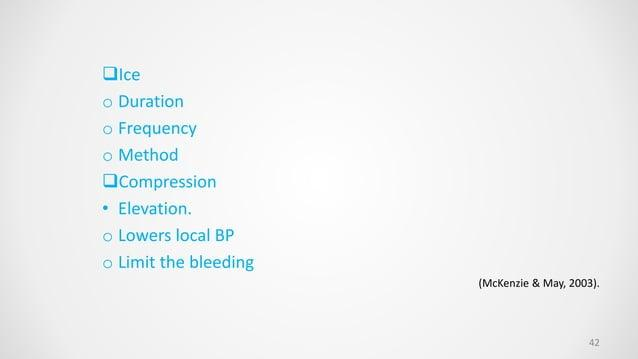 ❑Ice
o Duration
o Frequency
o Method
❑Compression
• Elevation.
o Lowers local BP
o Limit the bleeding
(McKenzie & May, 2003).
42